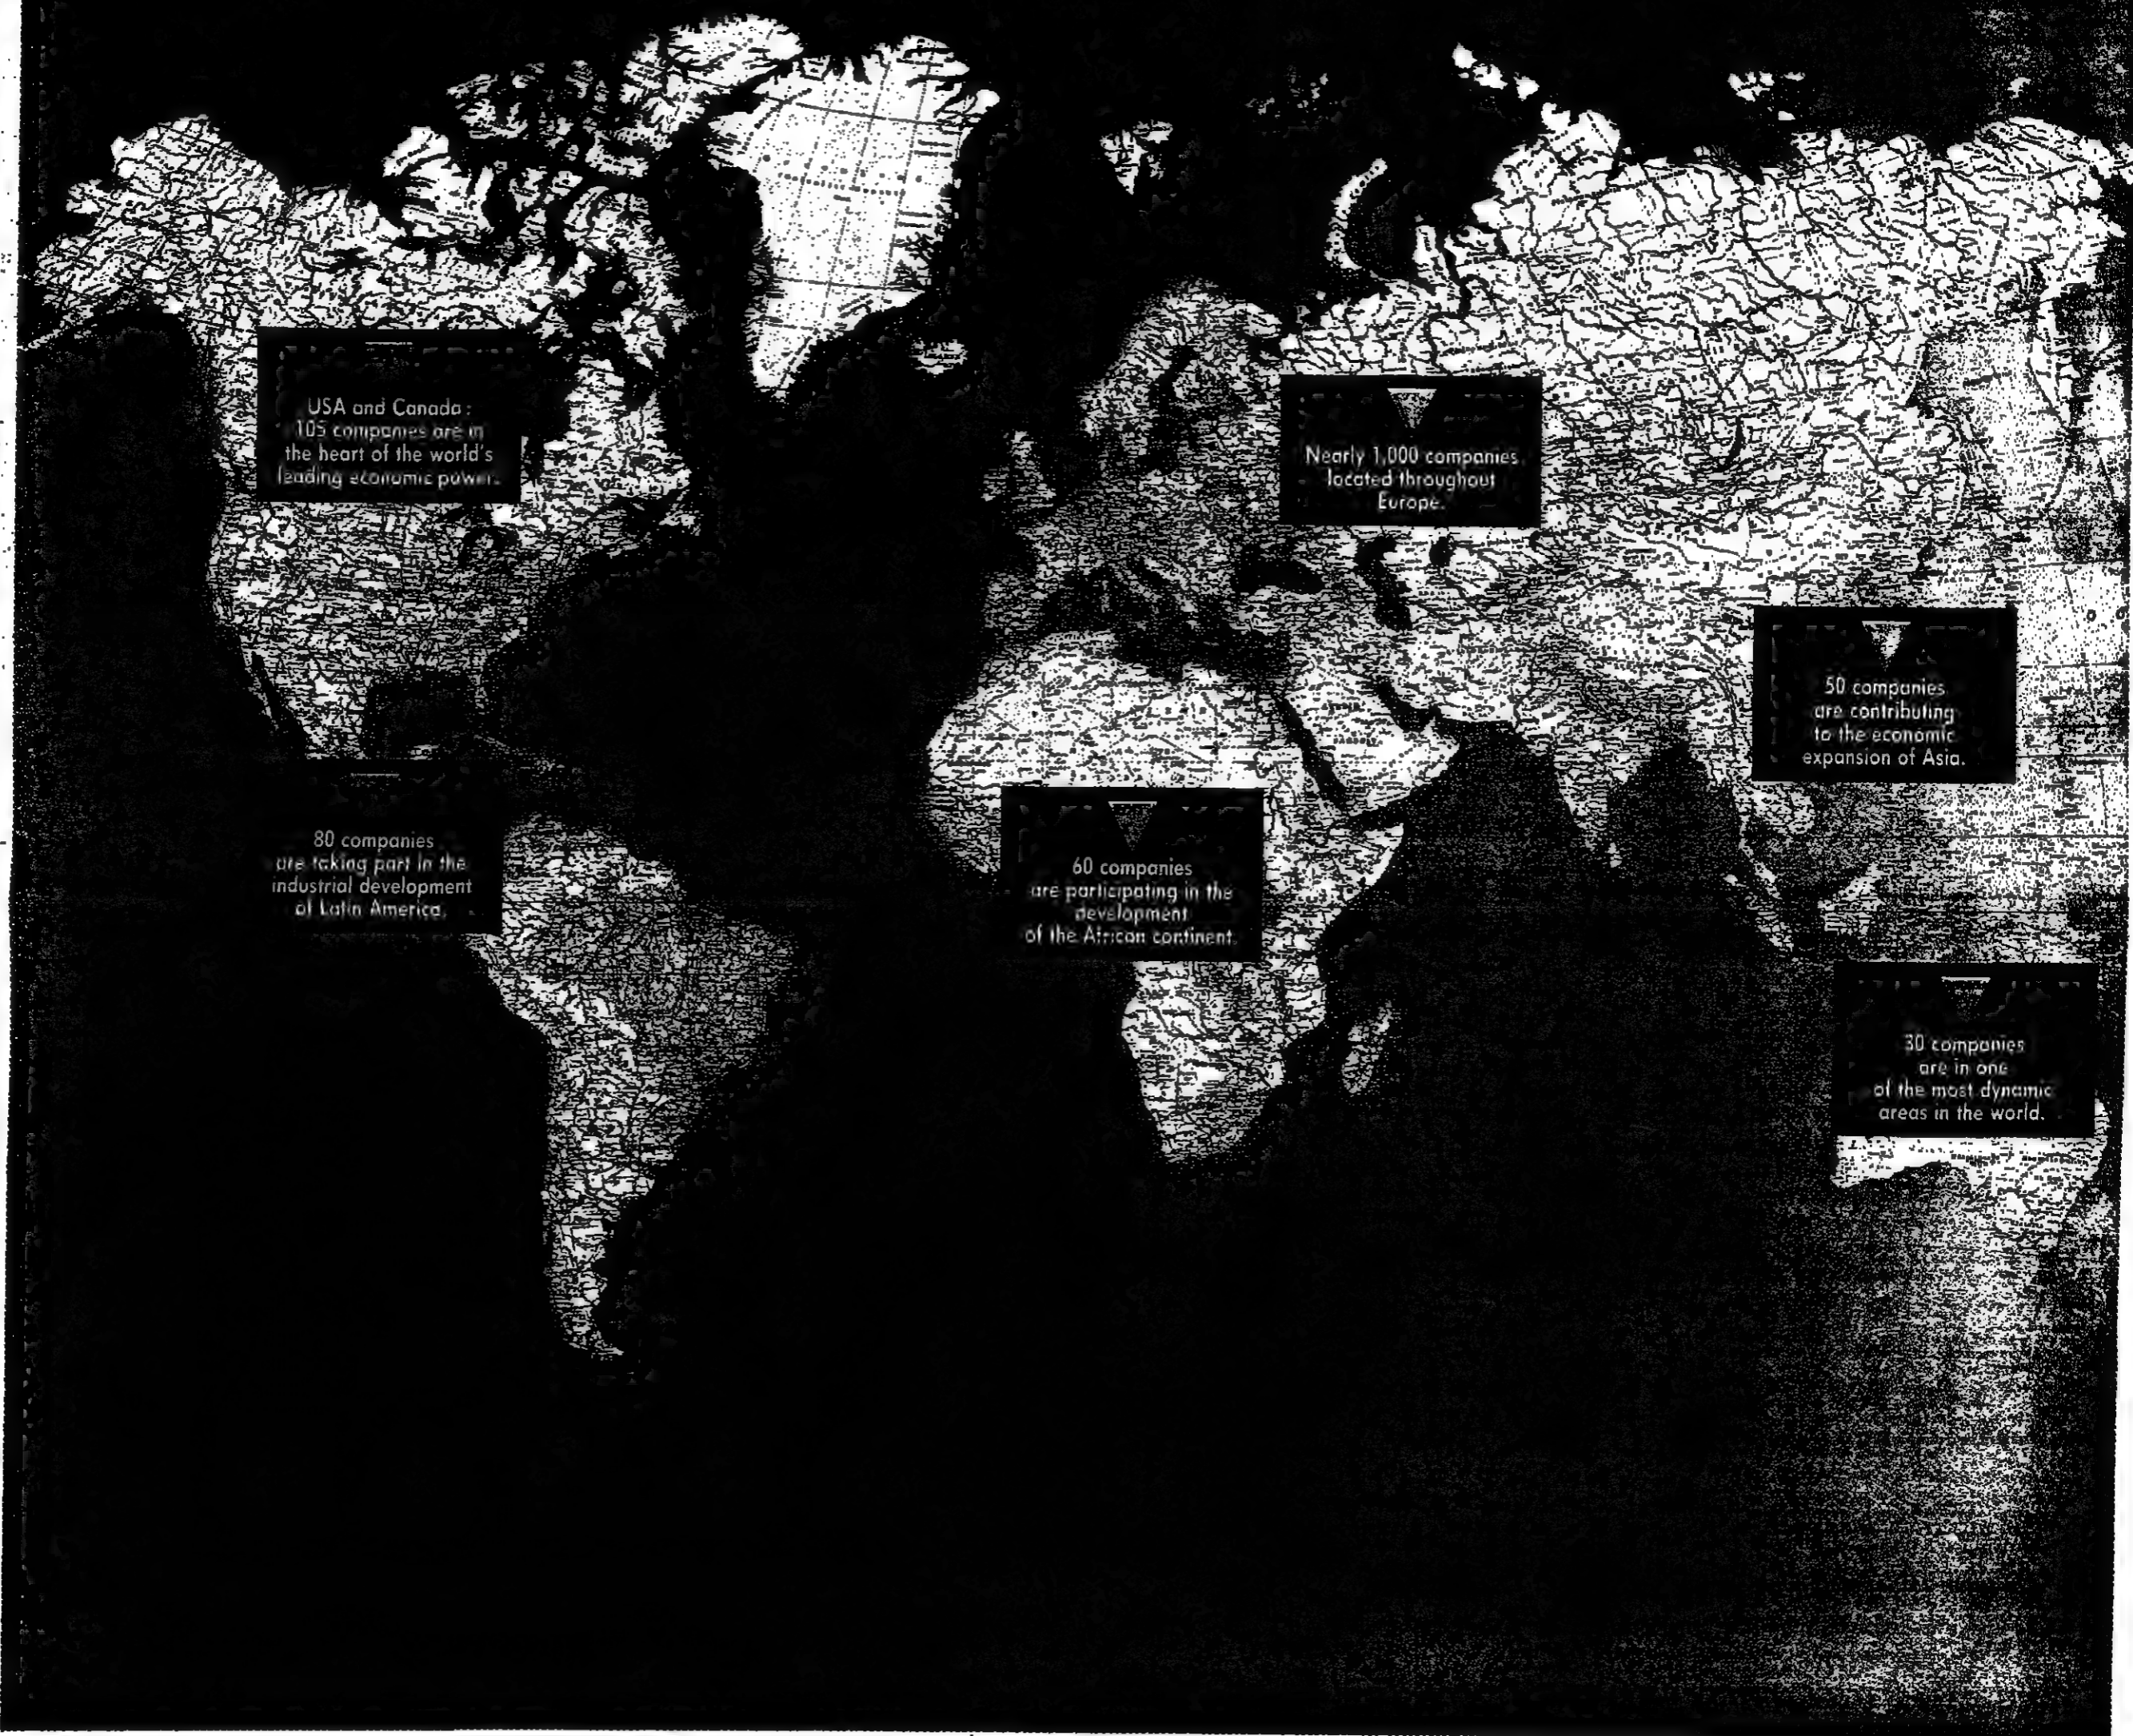 USA and Canada :
105 companies are in
the heart of the world's
leading economic power.
Nearly 1,000 companies
located throughout
Europe.
50 companies
are contributing
to the economic
expansion of Asia.
80 companies
are taking part in the
industrial development
of Latin America.
60 companies
are participating in the
development
of the African continent.
30 companies
are in one
of the most dynamic
areas in the world.